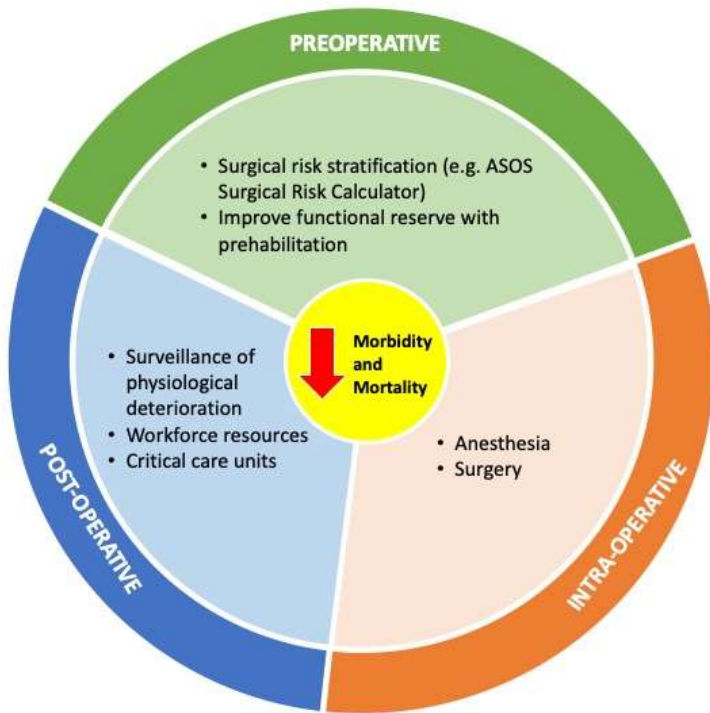 PREOPERATIVE
• Surgical risk stratification (e.g. ASOS
Surgical Risk Calculator)
• Improve functional reserve with
prehabilitation
Morbidity
and
Mortality
• Surveillance of
physiological
deterioration
• Workforce resources
• Critical care units
• Anesthesia
• Surgery
POST-OPERATIVE
INTRA-OPERATIVE